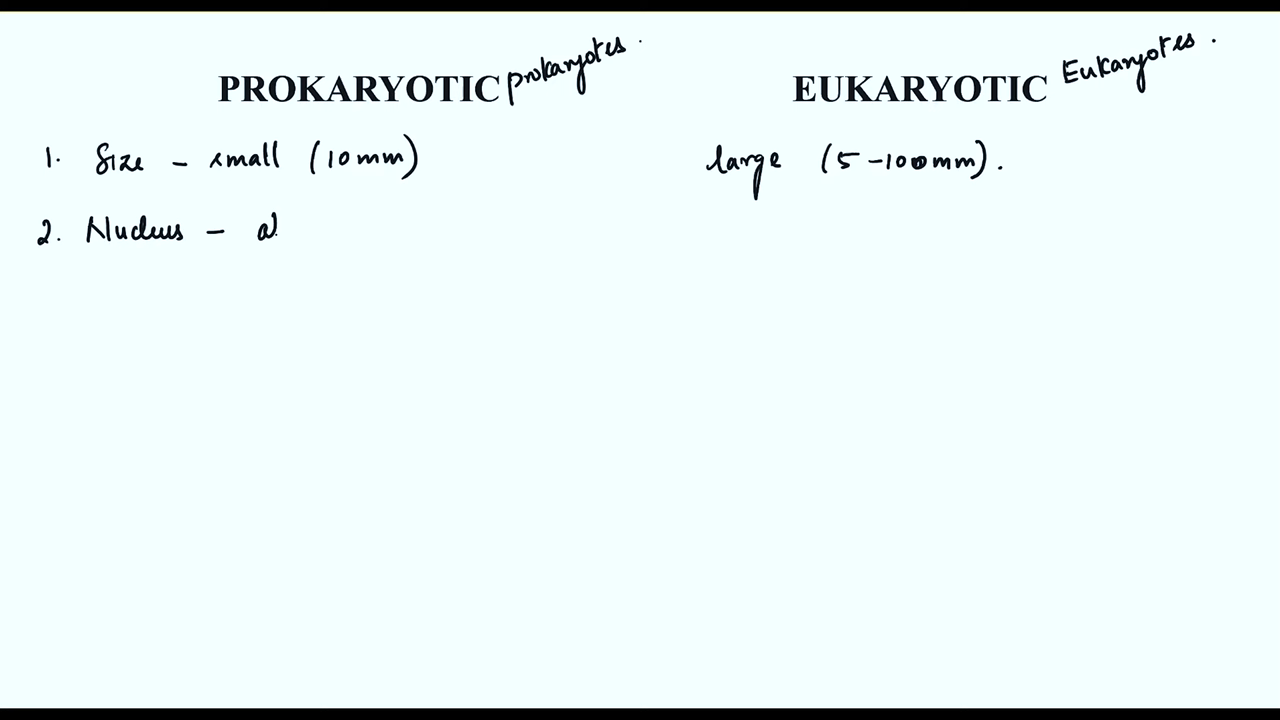 PROKARYOTIC prokaryotes. EUKARYOTIC Eukaryotes.
1. Size - small (10mm) large (5-100mm).
2. Nucleus - a